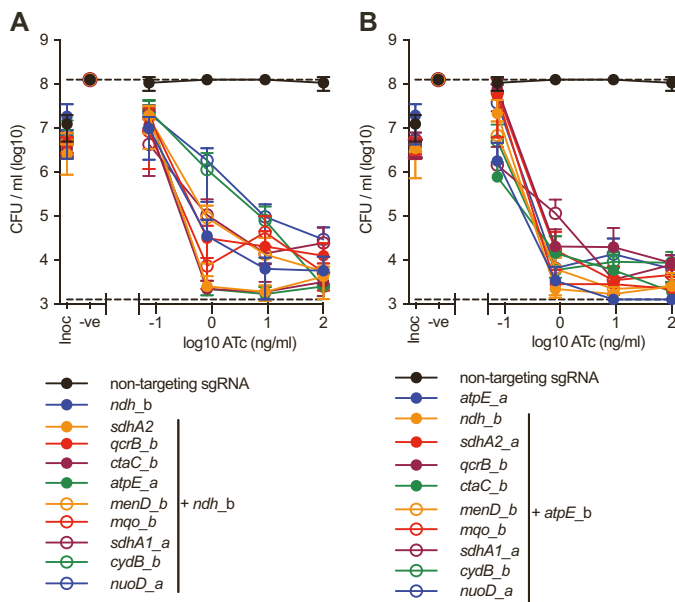 A
B
9
8
7
6
5
4
3
CFU / ml (log10)
Inoc
-ve
-1
0
1
2
log10 ATc (ng/ml)
9
8
7
6
5
4
3
CFU / ml (log10)
Inoc
-ve
-1
0
1
2
log10 ATc (ng/ml)
non-targeting sgRNA
ndh_b
sdhA2
qcrB_b
ctaC_b
atpE_a
menD_b
mqo_b
sdhA1_a
cydB_b
nuoD_a
+ ndh_b
non-targeting sgRNA
atpE_a
ndh_b
sdhA2_a
qcrB_b
ctaC_b
menD_b
mqo_b
sdhA1_a
cydB_b
nuoD_a
+ atpE_b